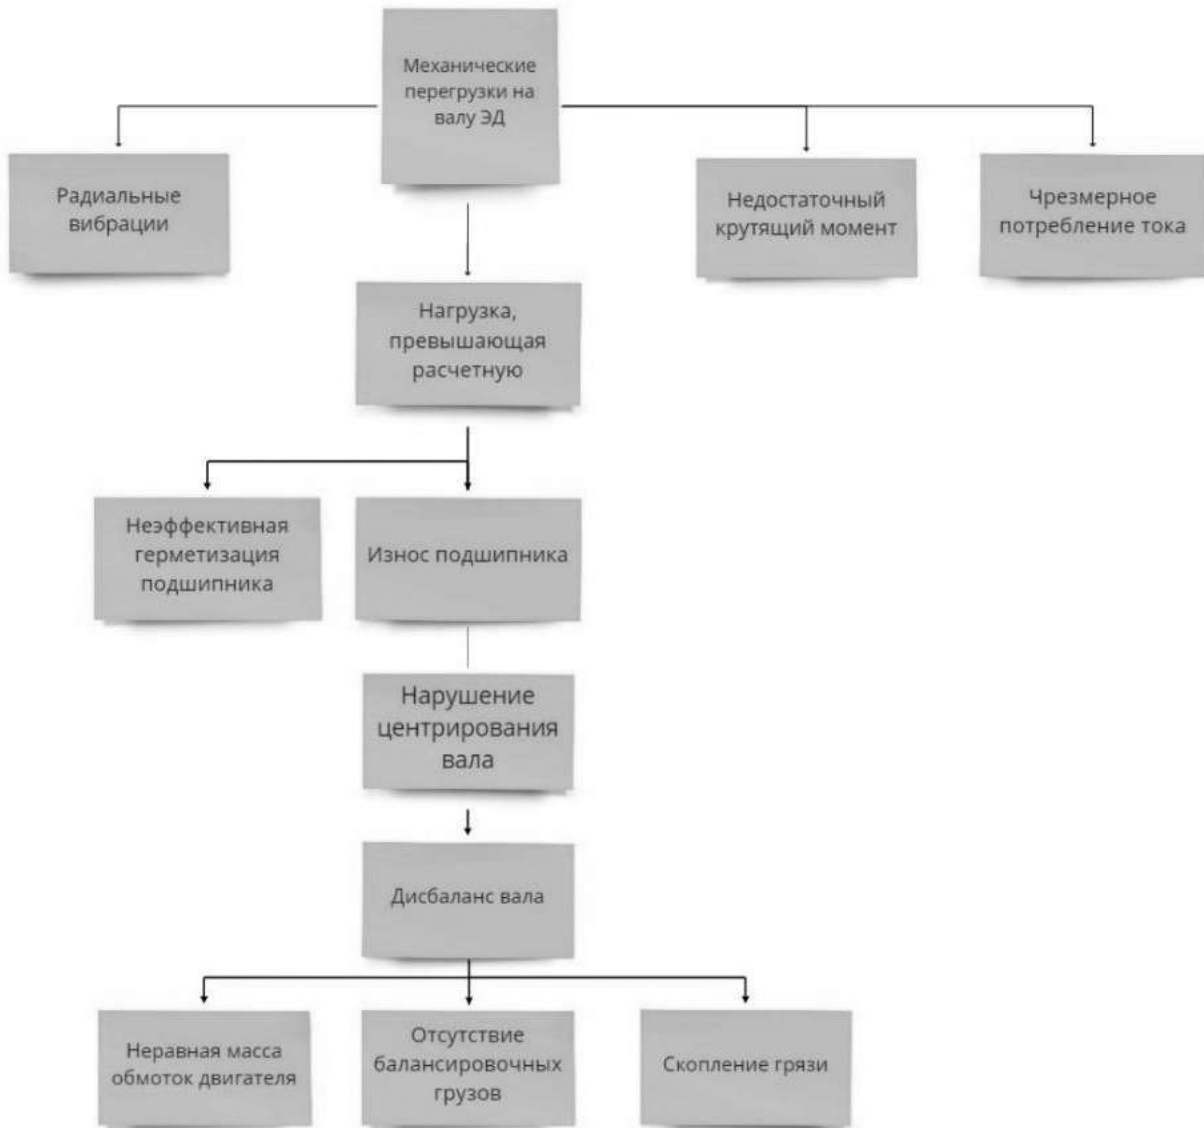 Механические
перегрузки на
валу ЭД
Радиальные
вибрации
Недостаточный
крутящий момент
Чрезмерное
потребление тока
Нагрузка,
превышающая
расчетную
Неэффективная
герметизация
подшипника
Износ подшипника
Нарушение
центрирования
вала
Дисбаланс вала
Неравная масса
обмоток двигателя
Отсутствие
балансировочных
грузов
Скопление грязи